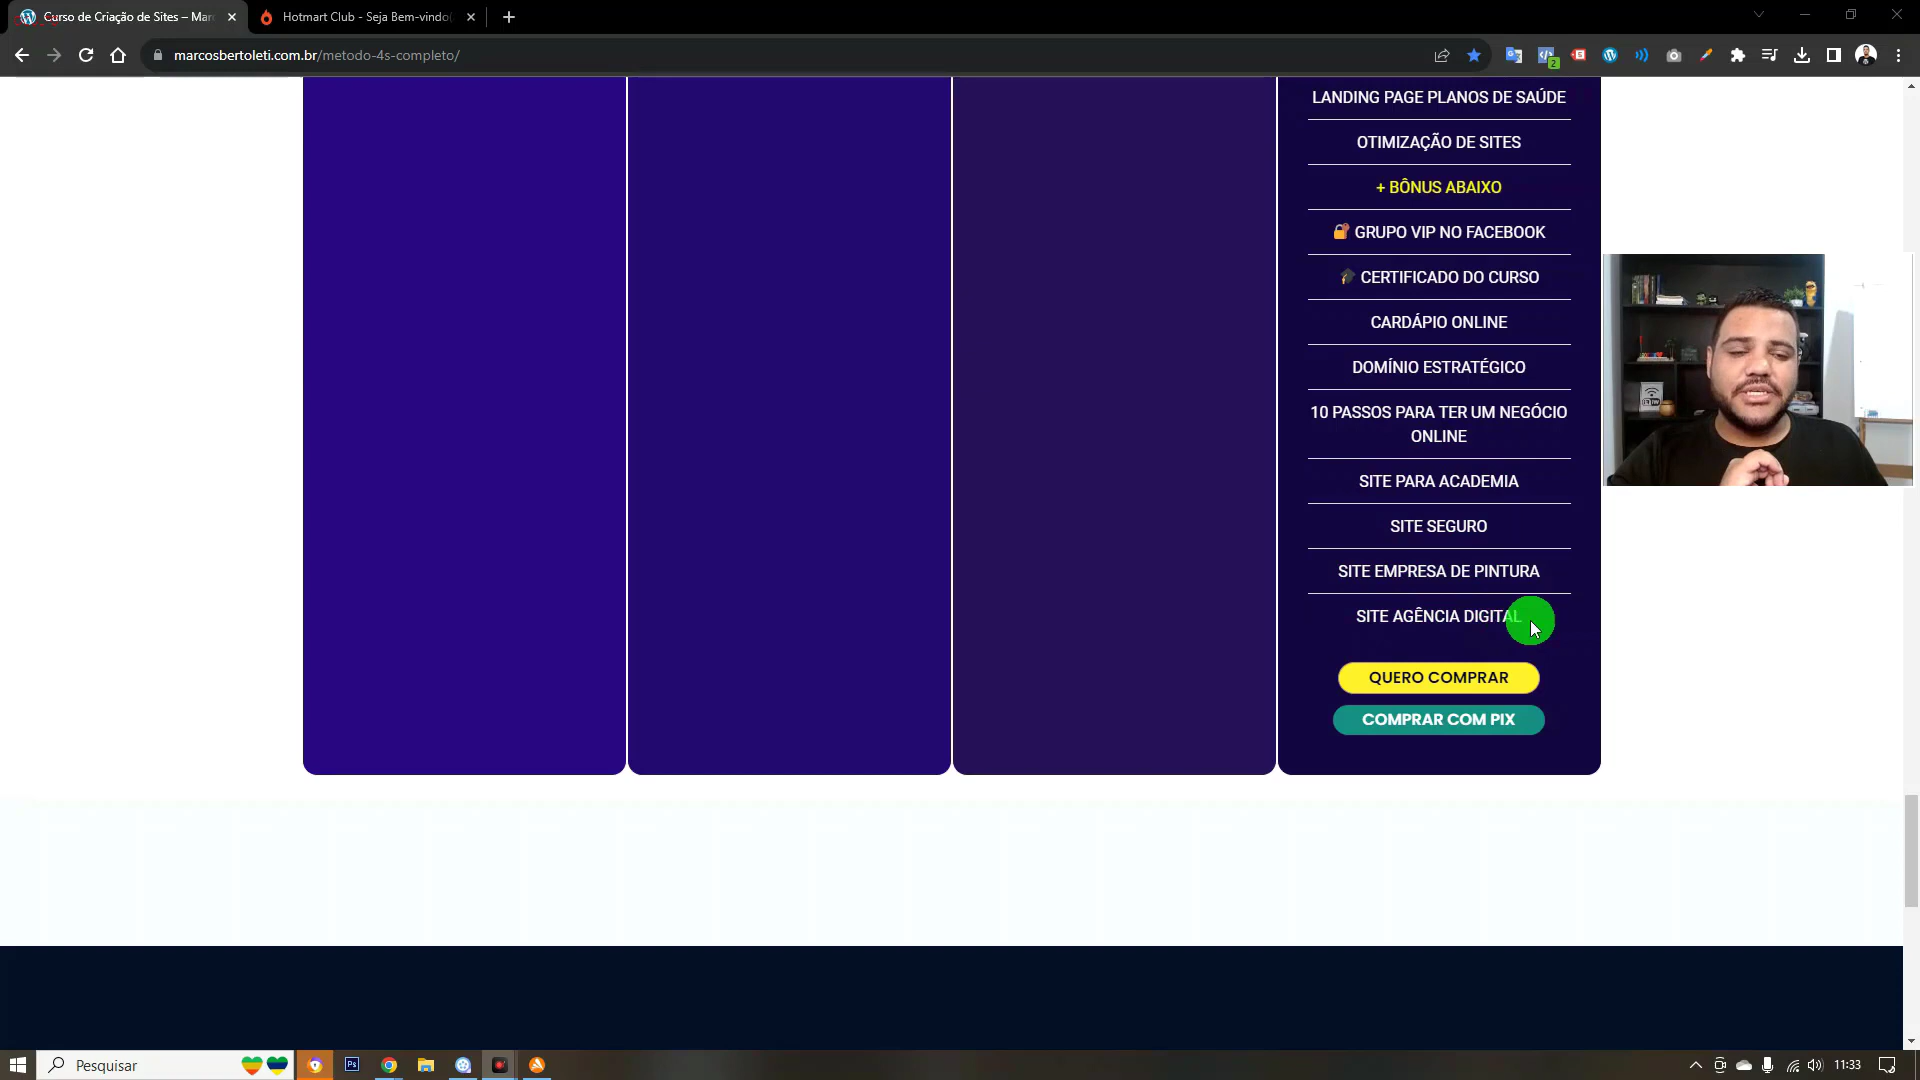 Curso de Criação de Sites – Mar
Hotmart Club - Seja Bem-vindo(
marcosbertoleti.com.br/metodo-4s-completo/
2
LANDING PAGE PLANOS DE SAÚDE
OTIMIZAÇÃO DE SITES
+ BÔNUS ABAIXO
GRUPO VIP NO FACEBOOK
CERTIFICADO DO CURSO
CARDÁPIO ONLINE
DOMÍNIO ESTRATÉGICO
10 PASSOS PARA TER UM NEGÓCIO
ONLINE
SITE PARA ACADEMIA
SITE SEGURO
SITE EMPRESA DE PINTURA
SITE AGÊNCIA DIGITAL
QUERO COMPRAR
COMPRAR COM PIX
Pesquisar
Ps
11:33